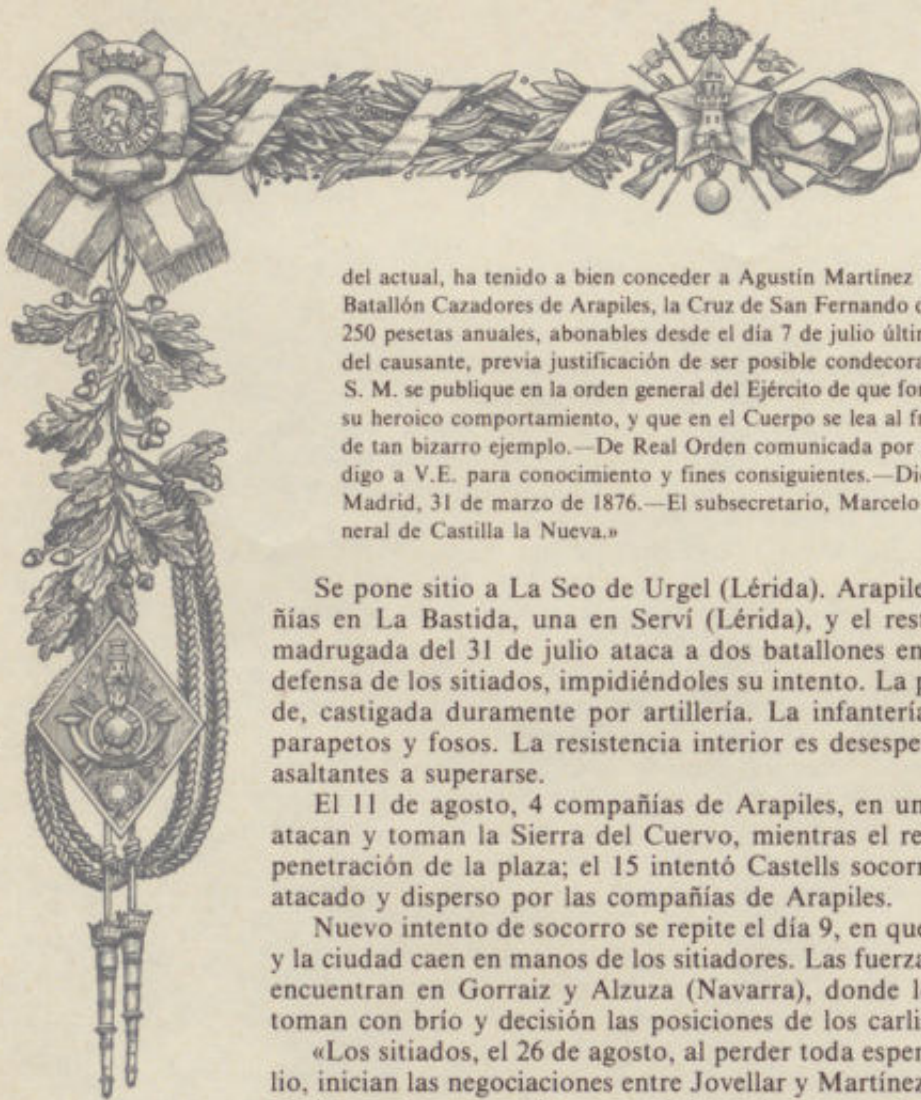 del actual, ha tenido a bien conceder a Agustín Martínez
Batallón Cazadores de Arapiles, la Cruz de San Fernando
250 pesetas anuales, abonables desde el día 7 de julio últi
del causante, previa justificación de ser posible condecora
S. M. se publique en la orden general del Ejército de que for
su heroico comportamiento, y que en el Cuerpo se lea al fr
de tan bizarro ejemplo.—De Real Orden comunicada por
digo a V.E. para conocimiento y fines consiguientes.—Di
Madrid, 31 de marzo de 1876.—El subsecretario, Marcelo
neral de Castilla la Nueva.»
Se pone sitio a La Seo de Urgel (Lérida). Arapile
ñías en La Bastida, una en Serví (Lérida), y el rest
madrugada del 31 de julio ataca a dos batallones en
defensa de los sitiados, impidiéndoles su intento. La p
de, castigada duramente por artillería. La infantería
parapetos y fosos. La resistencia interior es desespe
asaltantes a superarse.
El 11 de agosto, 4 compañías de Arapiles, en un
atacan y toman la Sierra del Cuervo, mientras el re
penetración de la plaza; el 15 intentó Castells socorr
atacado y disperso por las compañías de Arapiles.
Nuevo intento de socorro se repite el día 9, en que
y la ciudad caen en manos de los sitiadores. Las fuerza
encuentran en Gorraiz y Alzuza (Navarra), donde l
toman con brío y decisión las posiciones de los carli
«Los sitiados, el 26 de agosto, al perder toda esper
lio, inician las negociaciones entre Jovellar y Martínez